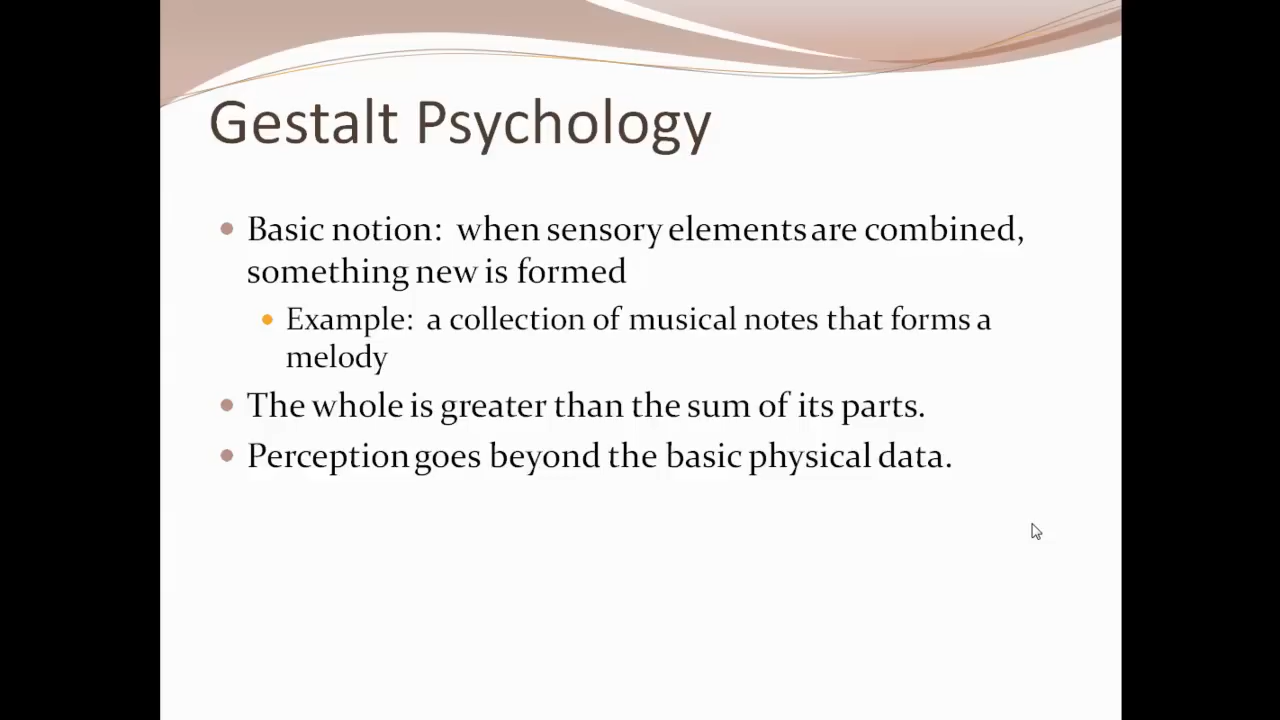 Gestalt Psychology
Basic notion: when sensory elements are combined,
something new is formed
Example: a collection of musical notes that forms a
melody
The whole is greater than the sum of its parts.
Perception goes beyond the basic physical data.